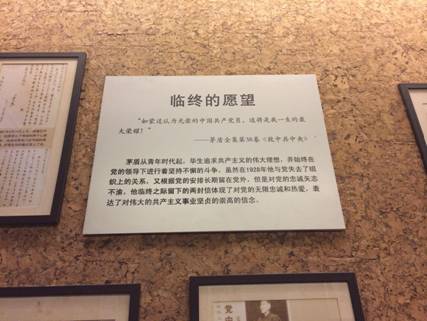 临终的愿望
"如蒙追认为光荣的中国共产党员，这将是我一生的最
大荣耀！"
——茅盾全集第38卷《致中共中央》
茅盾从青年时代起，毕生追求共产主义的伟大理想，并始终在
党的领导下进行着坚持不懈的斗争，虽然在1928年他与党失去了组
织上的关系，又根据党的安排长期留在党外，但是对党的忠诚矢志
不渝，他临终之际留下的两封信体现了对党的无限忠诚和热爱，表
达了对伟大的共产主义事业坚贞的崇高的信念。